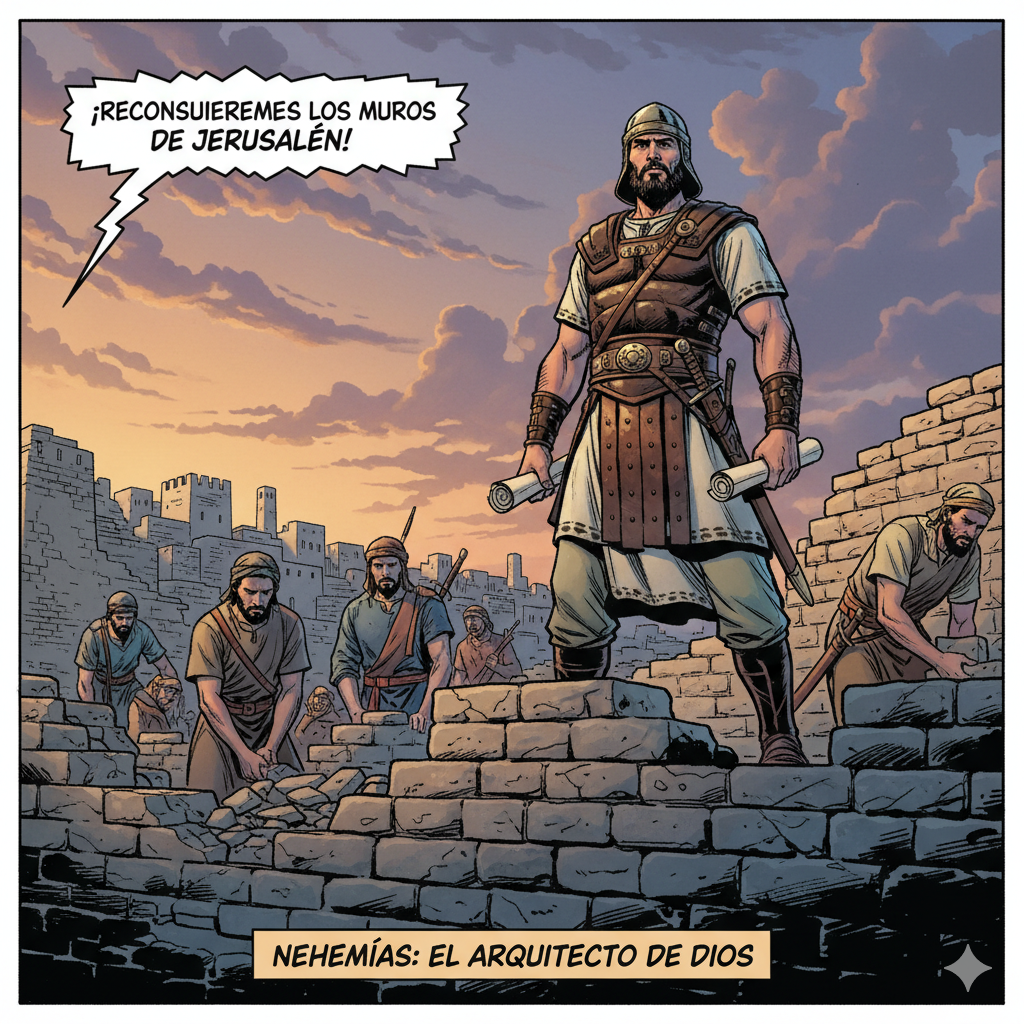 ¡RECONSUIEREMES LOS MUROS
DE JERUSALÉN!
NEHEMÍAS: EL ARQUITECTO DE DIOS